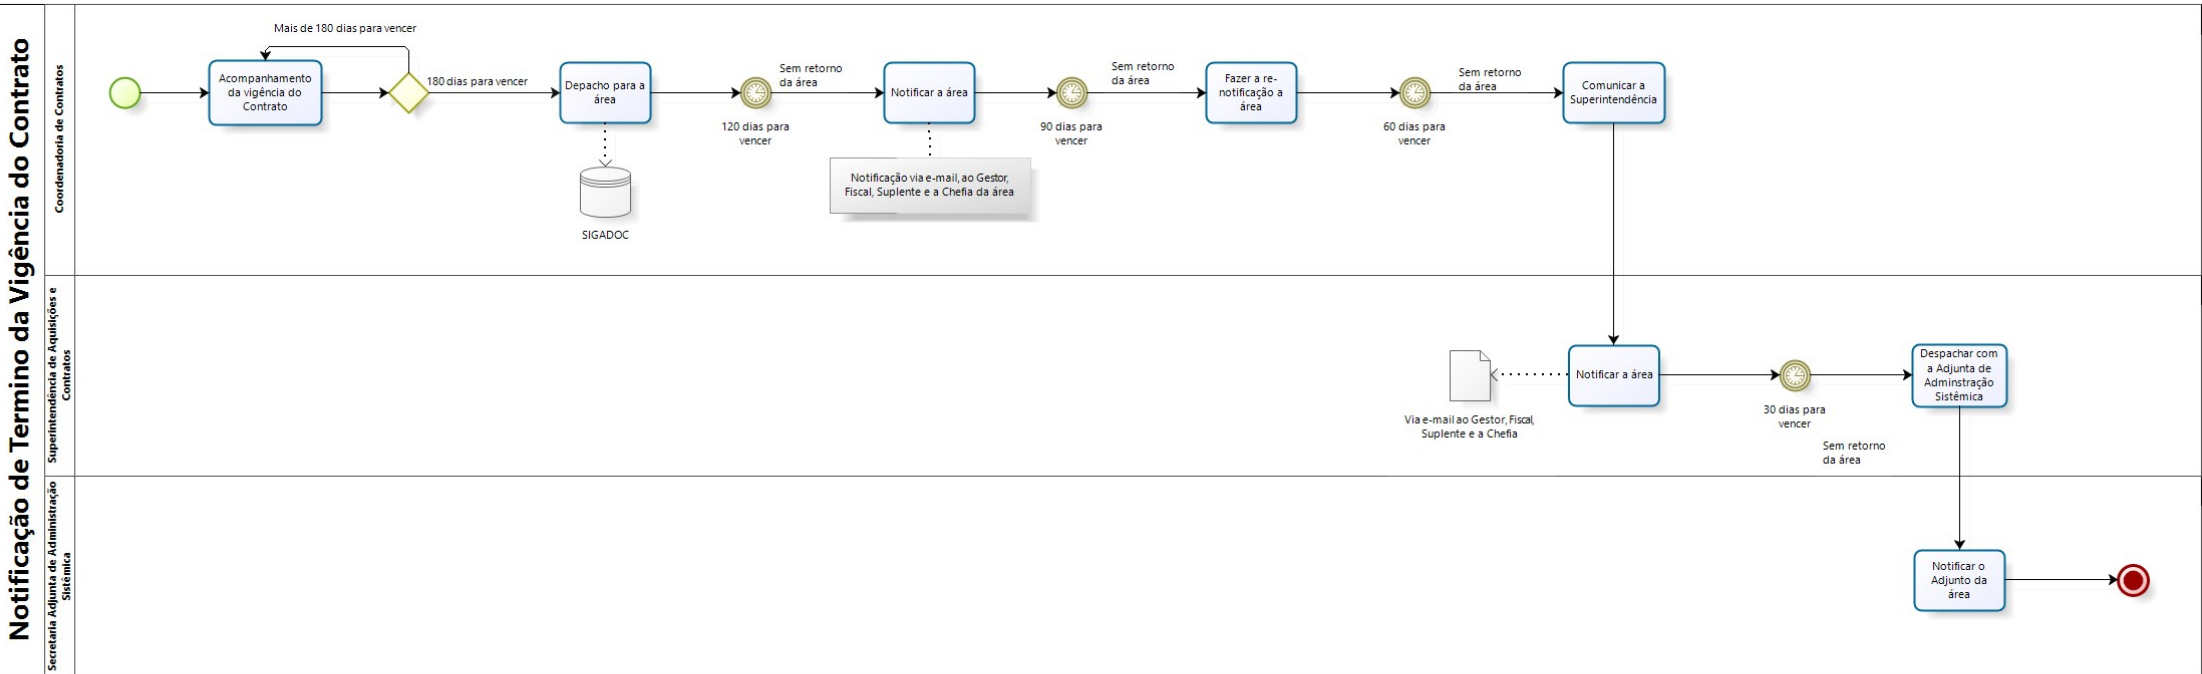 Notificação de Termino da Vigência do Contrato
Coordenadoria de Contratos
Mais de 180 dias para vencer
Acompanhamento
da vigência do
Contrato
180 dias para vencer
Depacho para a
área
SIGADOC
120 dias para
vencer
Sem retorno
da área
Notificar a área
Notificação via e-mail, ao Gestor,
Fiscal, Suplente e a Chefia da área
90 dias para
vencer
Sem retorno
da área
Fazer a re-
notificação a
área
60 dias para
vencer
Sem retorno
da área
Comunicar a
Superintendência
Superintendência de Aquisições e
Contratos
Notificar a área
Via e-mail ao Gestor, Fiscal,
Suplente e a Chefia
30 dias para
vencer
Sem retorno
da área
Despachar com
a Adjunta de
Adminstração
Sistêmica
Secretaria Adjunta de Administração
Sistêmica
Notificar o
Adjunto da
área